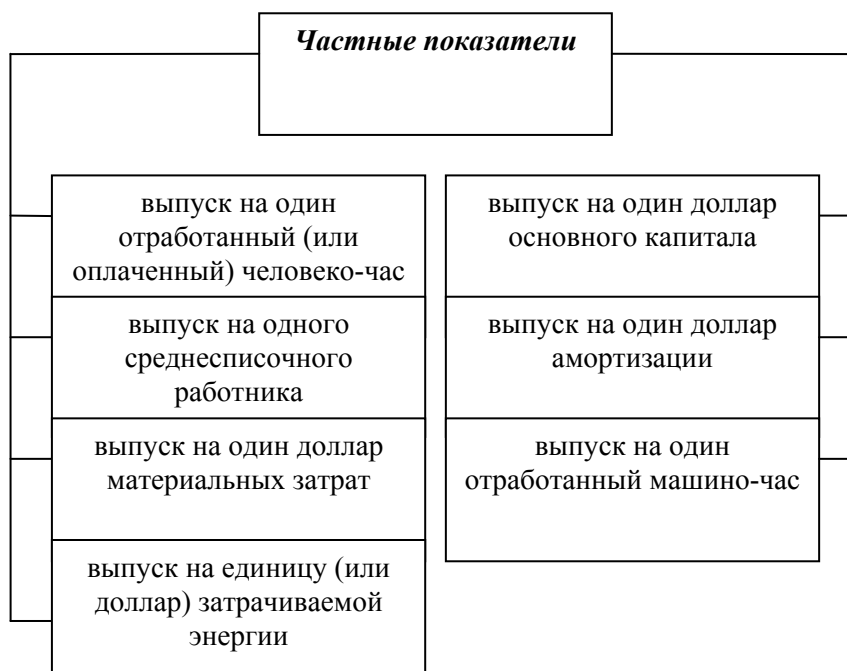 Частные показатели
выпуск на один
отработанный (или
оплаченный) человеко-час
выпуск на одного
среднесписочного
работника
выпуск на один доллар
материальных затрат
выпуск на единицу (или
доллар) затрачиваемой
энергии
выпуск на один доллар
основного капитала
выпуск на один доллар
амортизации
выпуск на один
отработанный машино-час